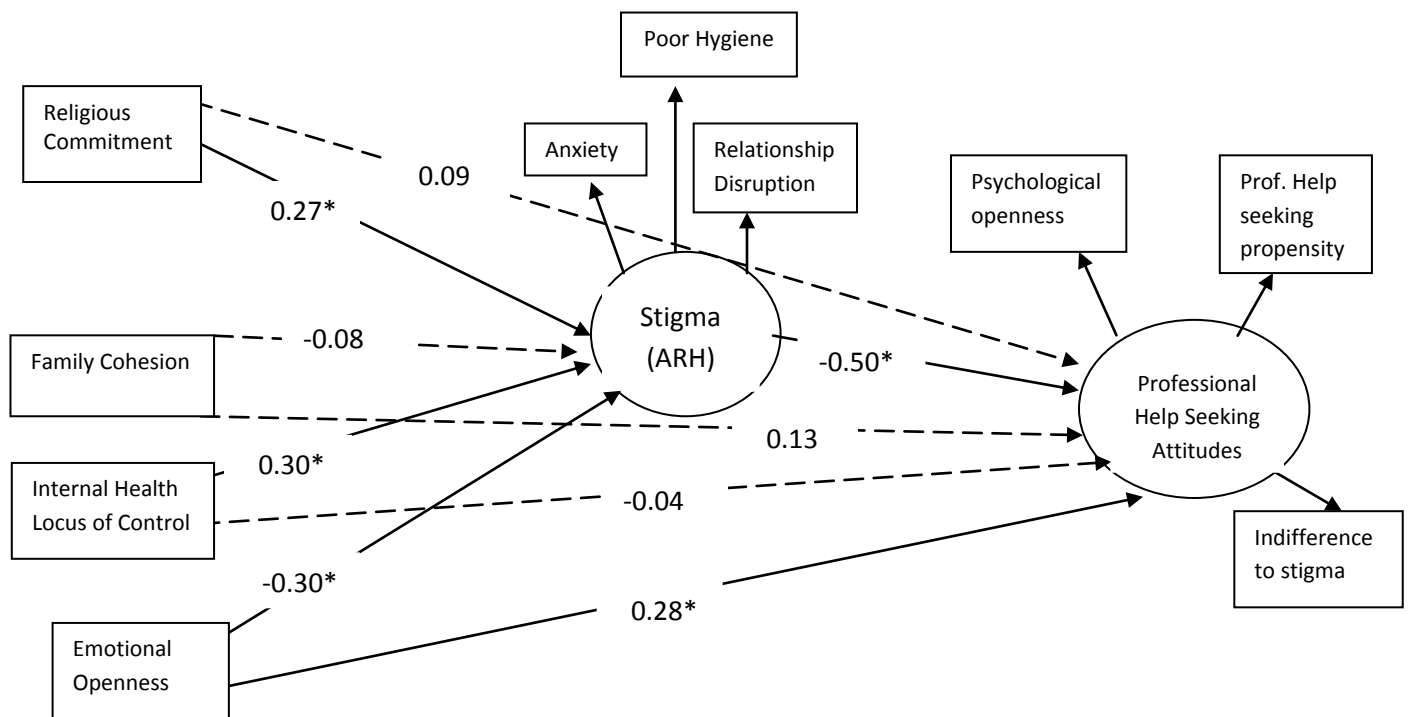 Poor Hygiene
Religious
Commitment
Anxiety
Relationship
Disruption
Psychological
openness
Prof. Help
seeking
propensity
0.09
0.27*
Stigma
(ARH)
-0.08
Family Cohesion
-0.50*
Professional
Help Seeking
Attitudes
0.13
0.30*
Internal Health
Locus of Control
-0.04
Indifference
to stigma
-0.30*
0.28*
Emotional
Openness